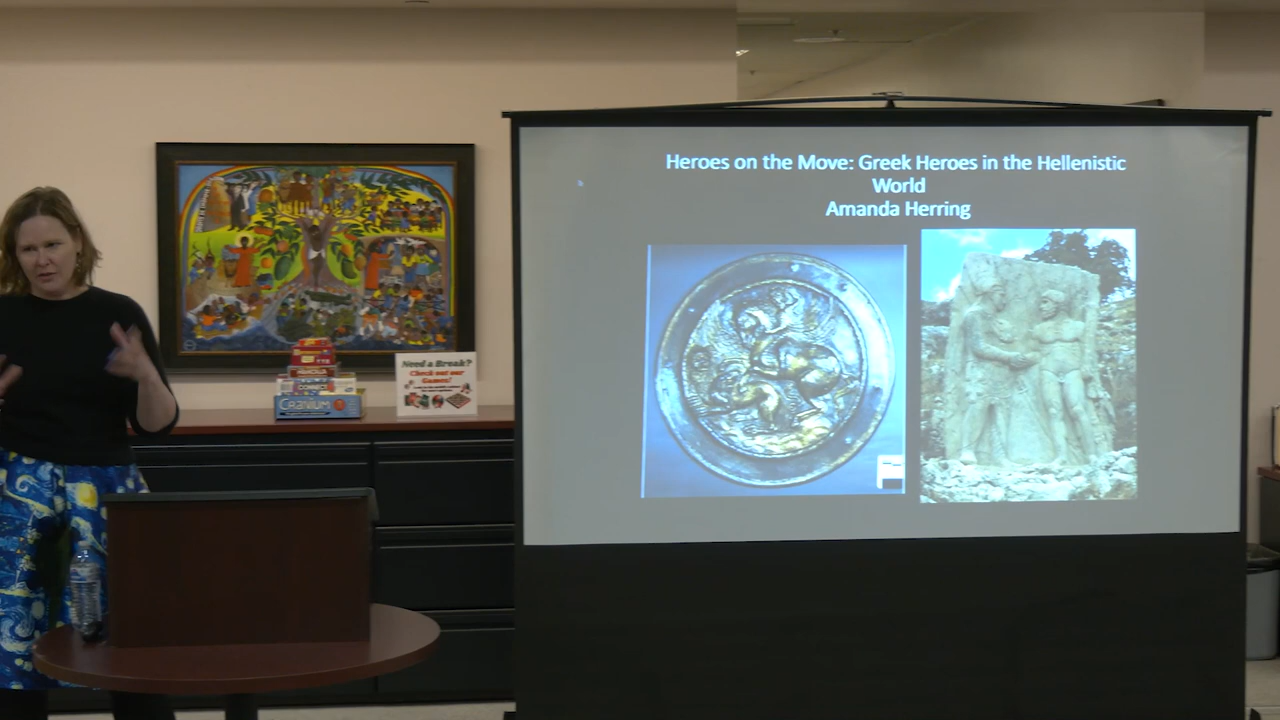 Heroes on the Move: Greek Heroes in the Hellenistic
World
Amanda Herring
Need a Break?
Check out our
Games!
CONNECT
CRANIUM